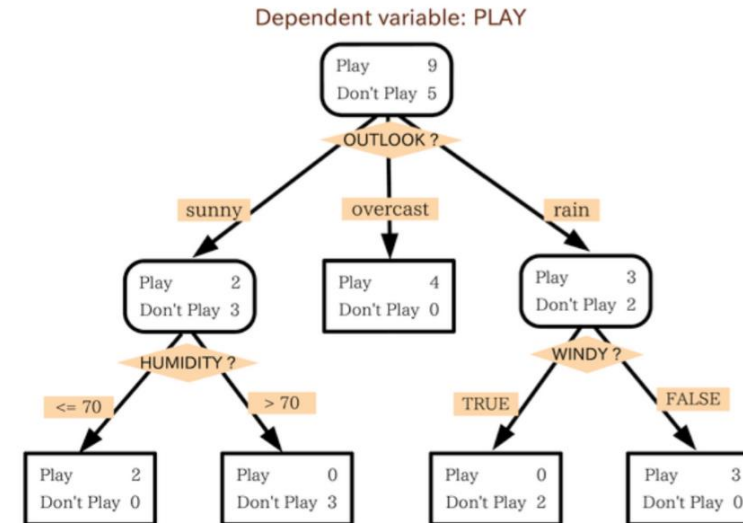 Dependent variable: PLAY
Play 9
Don't Play 5
OUTLOOK ?
sunny
overcast
rain
Play 2
Don't Play 3
Play 4
Don't Play 0
Play 3
Don't Play 2
HUMIDITY ?
WINDY ?
<= 70
> 70
TRUE
FALSE
Play 2
Don't Play 0
Play 0
Don't Play 3
Play 0
Don't Play 2
Play 3
Don't Play 0